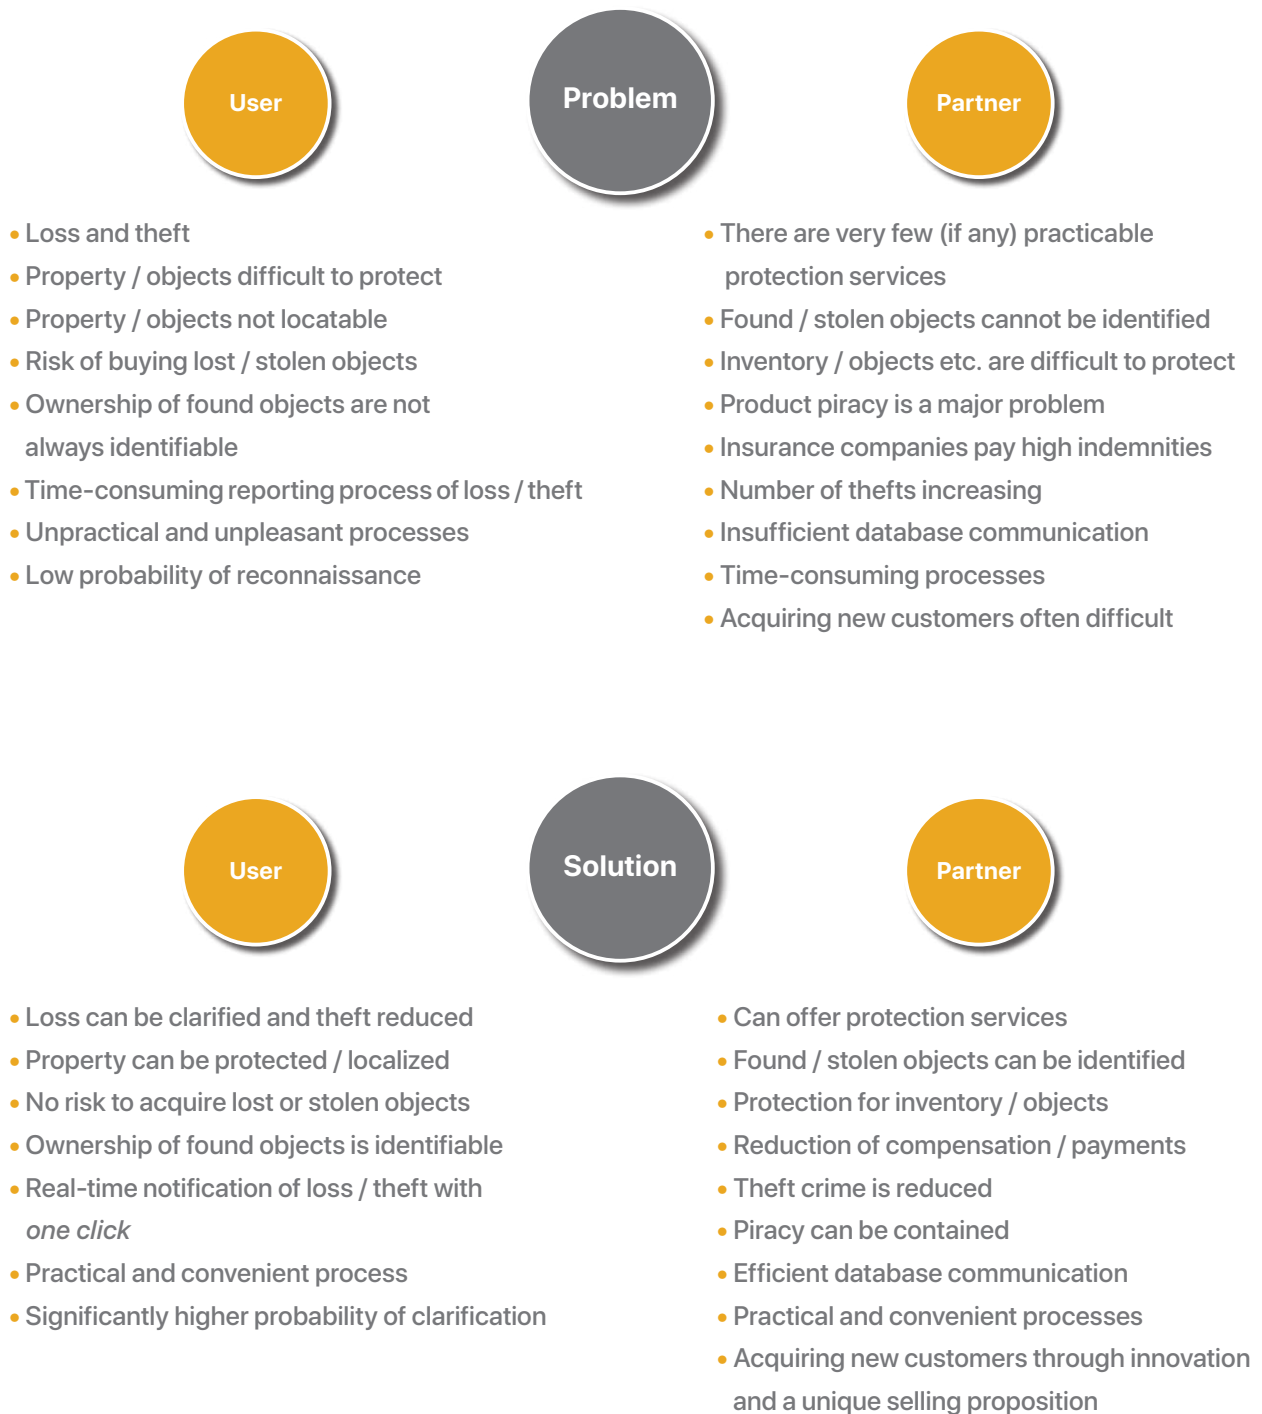 User
Problem
Partner
• Loss and theft
• Property / objects difficult to protect
• Property / objects not locatable
• Risk of buying lost / stolen objects
• Ownership of found objects are not
always identifiable
• Time-consuming reporting process of loss / theft
• Unpractical and unpleasant processes
• Low probability of reconnaissance
• There are very few (if any) practicable
protection services
• Found / stolen objects cannot be identified
• Inventory / objects etc. are difficult to protect
• Product piracy is a major problem
• Insurance companies pay high indemnities
• Number of thefts increasing
• Insufficient database communication
• Time-consuming processes
• Acquiring new customers often difficult
User
Solution
Partner
• Loss can be clarified and theft reduced
• Property can be protected / localized
• No risk to acquire lost or stolen objects
• Ownership of found objects is identifiable
• Real-time notification of loss / theft with
one click
• Practical and convenient process
• Significantly higher probability of clarification
• Can offer protection services
• Found / stolen objects can be identified
• Protection for inventory / objects
• Reduction of compensation / payments
• Theft crime is reduced
• Piracy can be contained
• Efficient database communication
• Practical and convenient processes
• Acquiring new customers through innovation
and a unique selling proposition